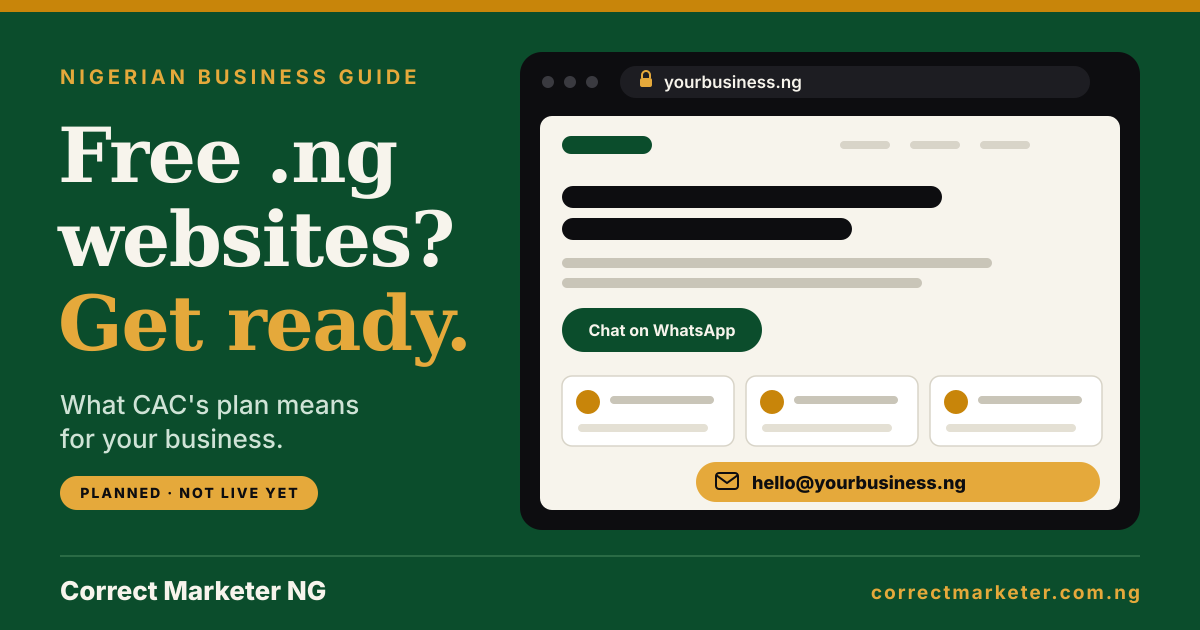 NIGERIAN BUSINESS GUIDE
Free .ng
websites?
Get ready.
What CAC's plan means
for your business.
PLANNED · NOT LIVE YET
yourbusiness.ng
Chat on WhatsApp
hello@yourbusiness.ng
Correct Marketer NG
correctmarketer.com.ng